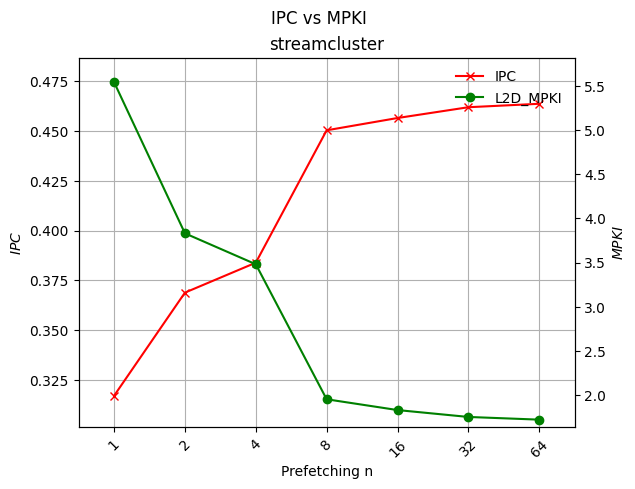 IPC vs MPKI
streamcluster
IPC
L2D_MPKI
0.475
0.450
0.425
0.400
0.375
0.350
0.325
IPC
5.5
5.0
4.5
4.0
3.5
3.0
2.5
2.0
MPKI
1 2 4 8 16 32 64
Prefetching n